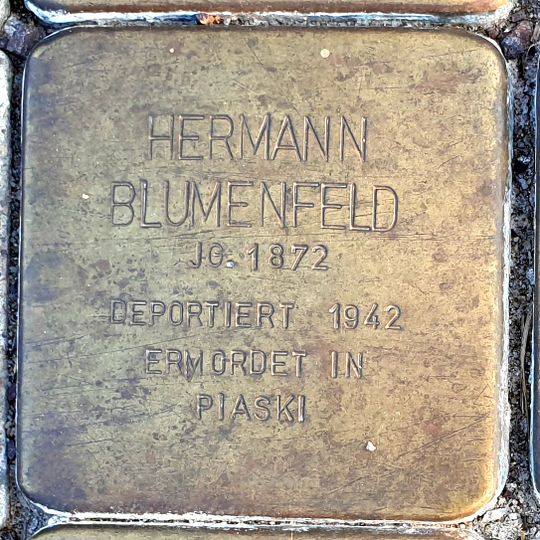 HERMANN
BLUMENFELD
JG. 1872
DEPORTIERT 1942
ERMORDET IN
PIASKI